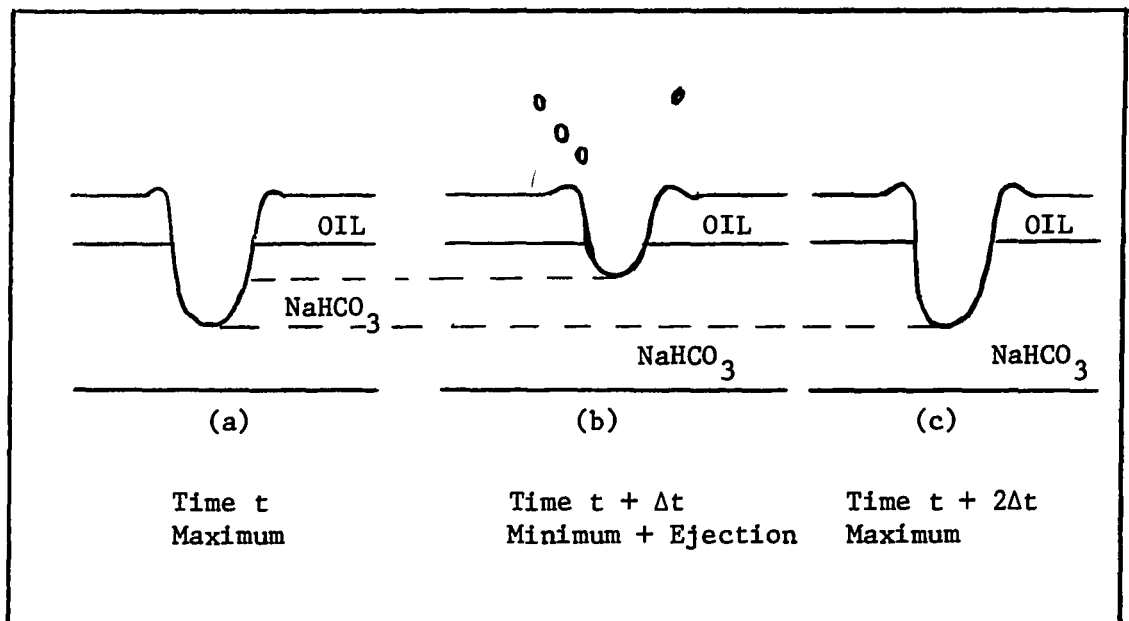 OIL
OIL
OIL
NaHCO3
NaHCO3
NaHCO3
(a)
(b)
(c)
Time t
Maximum
Time t + Δt
Minimum + Ejection
Time t + 2Δt
Maximum